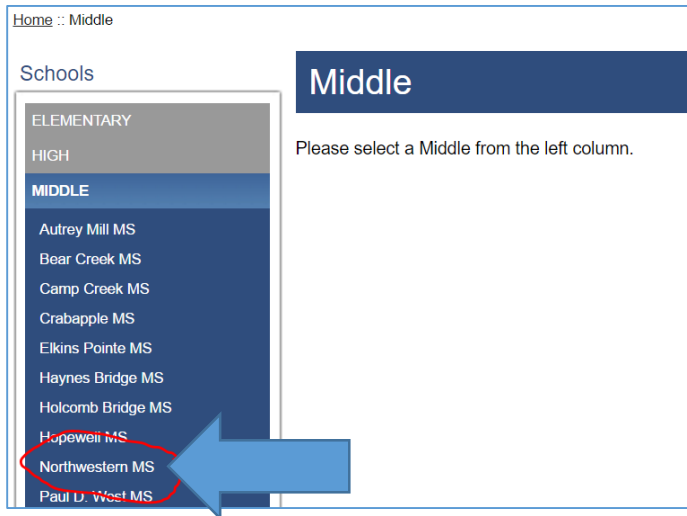 Home :: Middle
Schools
Middle
ELEMENTARY
HIGH
Please select a Middle from the left column.
MIDDLE
Autrey Mill MS
Bear Creek MS
Camp Creek MS
Crabapple MS
Elkins Pointe MS
Haynes Bridge MS
Holcomb Bridge MS
Hopewell MS
Northwestern MS
Paul D. West MS